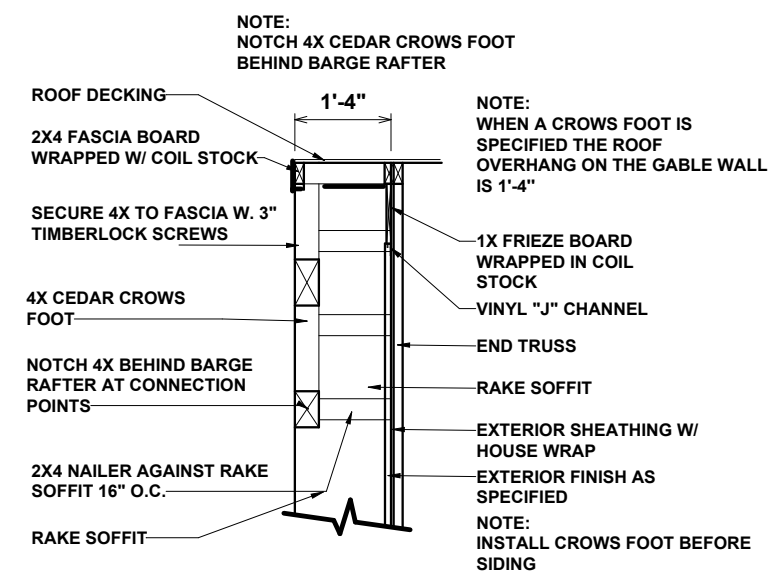 NOTE:
NOTCH 4X CEDAR CROWS FOOT
BEHIND BARGE RAFTER
ROOF DECKING
2X4 FASCIA BOARD
WRAPPED W/ COIL STOCK
SECURE 4X TO FASCIA W. 3"
TIMBERLOCK SCREWS
4X CEDAR CROWS
FOOT
NOTCH 4X BEHIND BARGE
RAFTER AT CONNECTION
POINTS
2X4 NAILER AGAINST RAKE
SOFFIT 16" O.C.
RAKE SOFFIT
1'-4"
NOTE:
WHEN A CROWS FOOT IS
SPECIFIED THE ROOF
OVERHANG ON THE GABLE WALL
IS 1'-4"
1X FRIEZE BOARD
WRAPPED IN COIL
STOCK
VINYL "J" CHANNEL
END TRUSS
RAKE SOFFIT
EXTERIOR SHEATHING W/
HOUSE WRAP
EXTERIOR FINISH AS
SPECIFIED
NOTE:
INSTALL CROWS FOOT BEFORE
SIDING